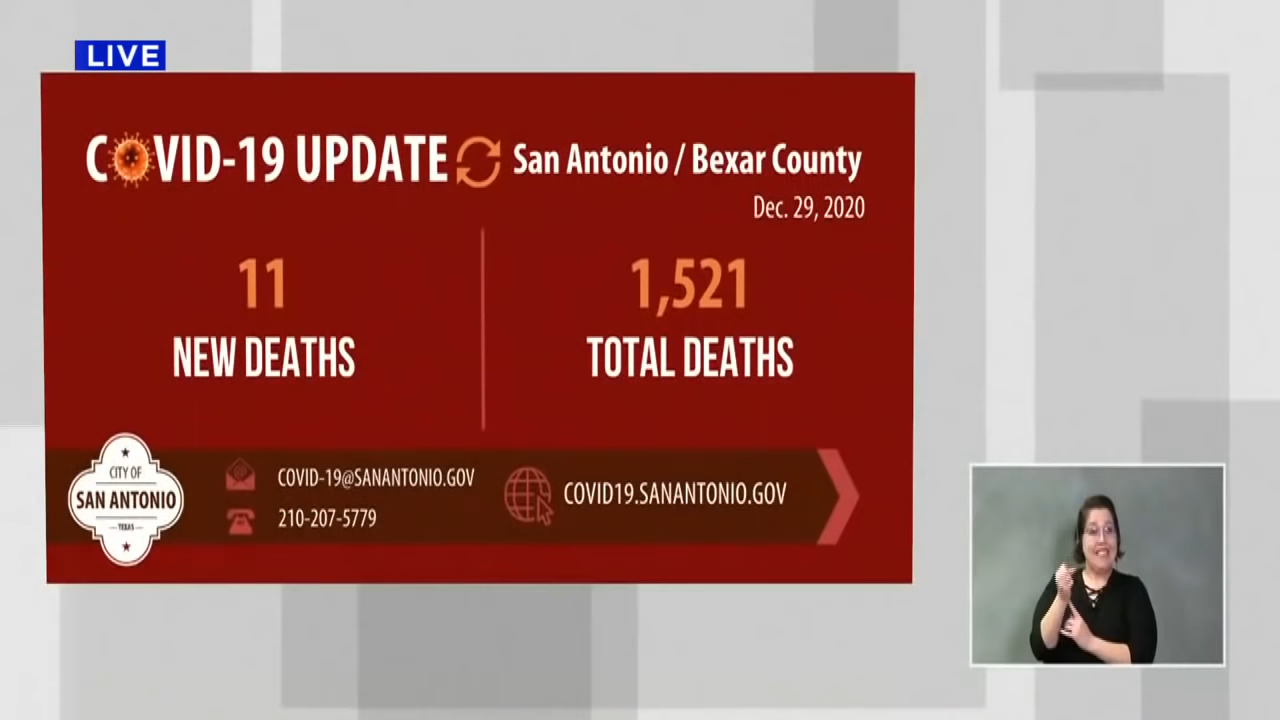 LIVE
COVID-19 UPDATE
San Antonio / Bexar County
Dec. 29, 2020
11
NEW DEATHS
1,521
TOTAL DEATHS
CITY OF
SAN ANTONIO
TEXAS
COVID-19@SANANTONIO.GOV
210-207-5779
COVID19.SANANTONIO.GOV